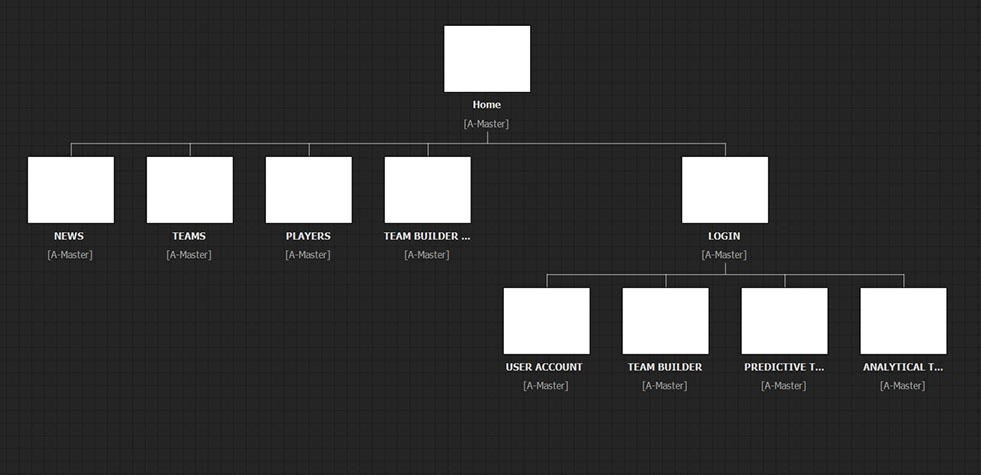 Home
[A-Master]
NEWS
[A-Master]
TEAMS
[A-Master]
PLAYERS
[A-Master]
TEAM BUILDER ...
[A-Master]
LOGIN
[A-Master]
USER ACCOUNT
[A-Master]
TEAM BUILDER
[A-Master]
PREDICTIVE T...
[A-Master]
ANALYTICAL T...
[A-Master]